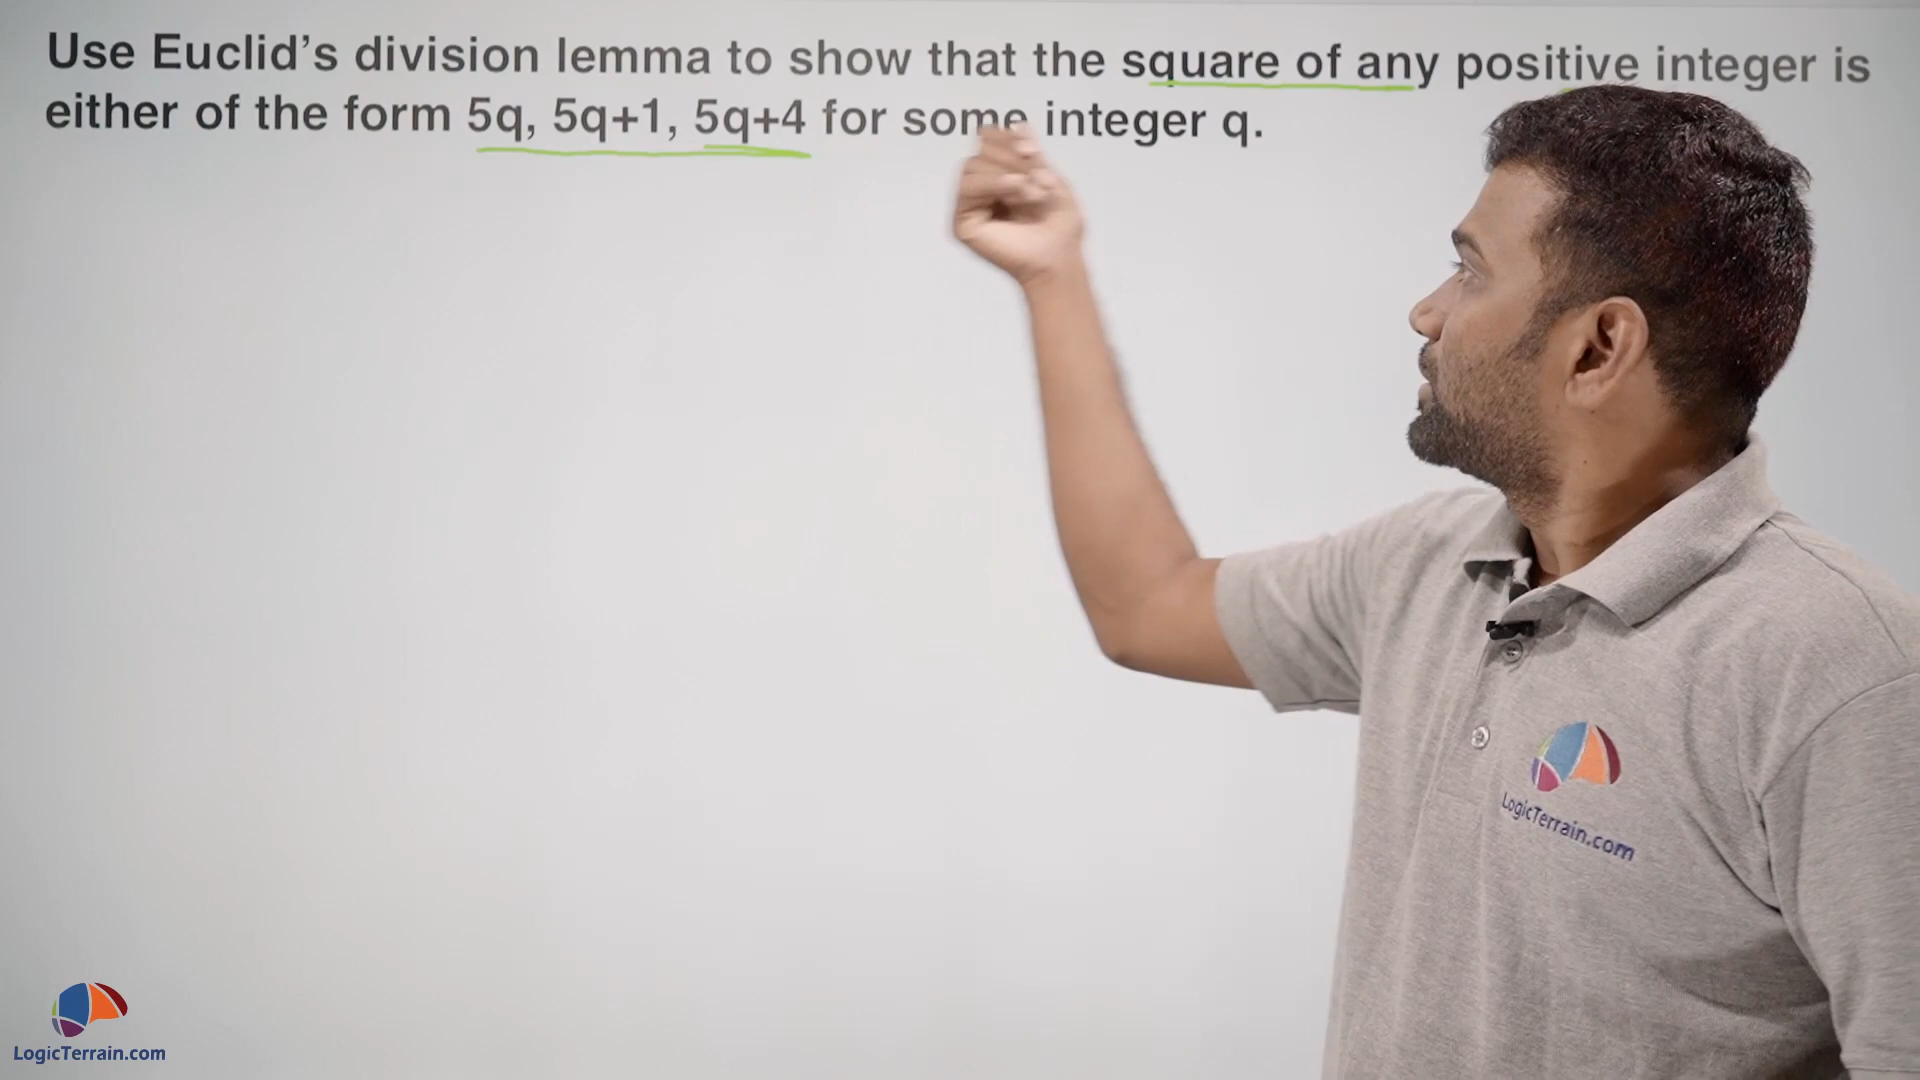 Use Euclid’s division lemma to show that the square of any positive integer is
either of the form 5q, 5q+1, 5q+4 for some integer q.
LogicTerrain.com
LogicTerrain.com